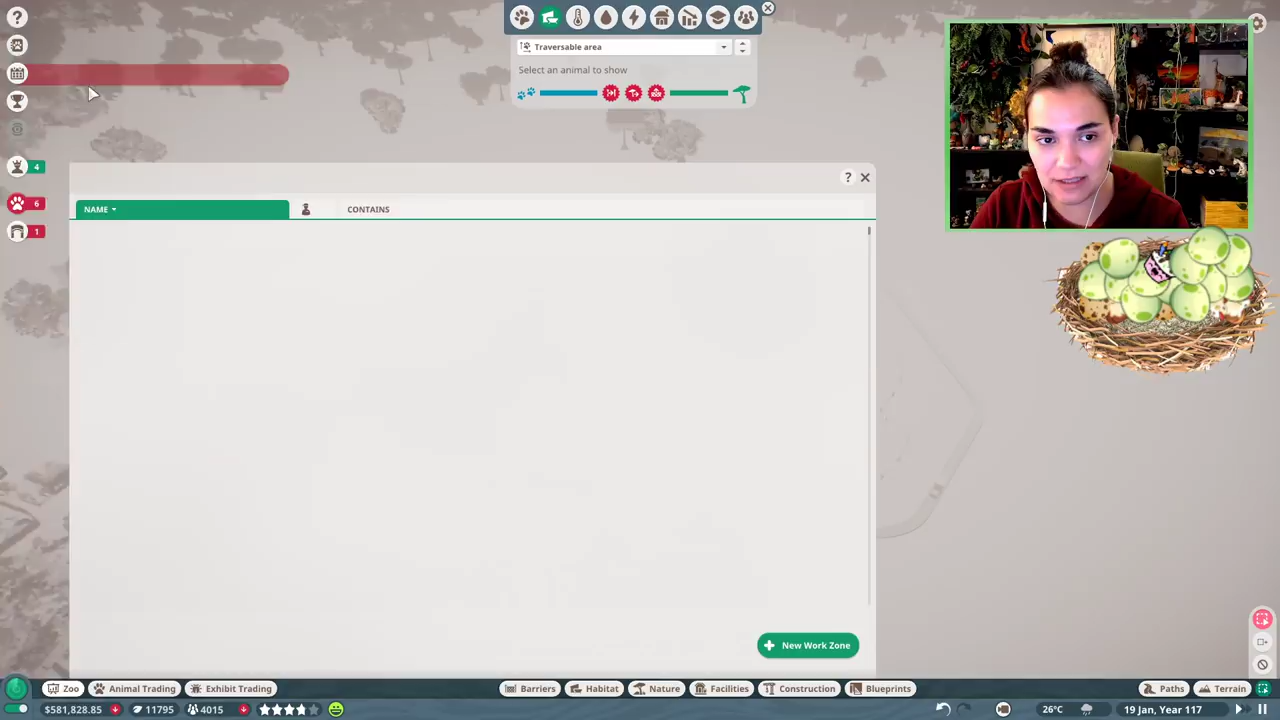 Traversable area
Select an animal to show
4
6
1
NAME
CONTAINS
?
?
New Work Zone
Zoo
Animal Trading
Exhibit Trading
Barriers
Habitat
Nature
Facilities
Construction
Blueprints
Paths
Terrain
$581,828.85
11795
4015
26°C
19 Jan, Year 117